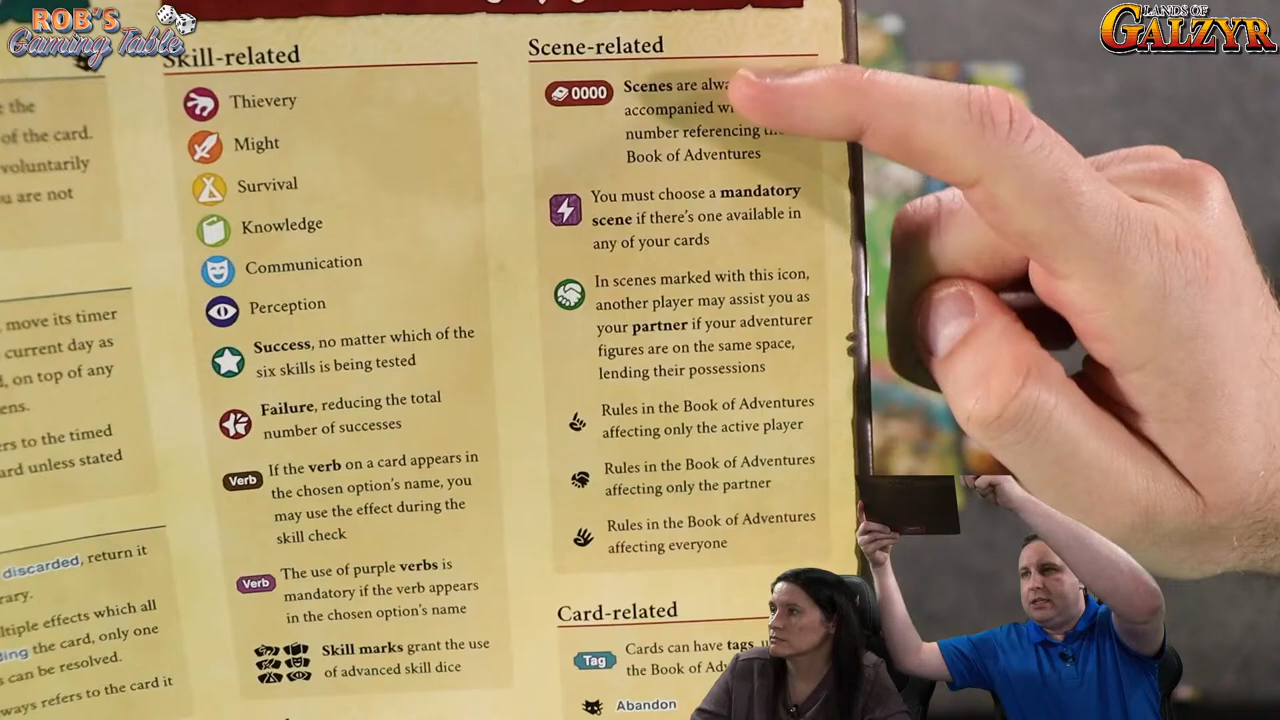 ROB'S
Gaming Table
LANDS OF
GALZYR
the
of the card.
voluntarily
you are not
move its timer
current day as
on top of any
to the timed
card unless stated
discarded, return it
effects which all
the card, only one
can be resolved.
refers to the card it
Skill-related
Thievery
Might
Survival
Knowledge
Communication
Perception
Success, no matter which of the
six skills is being tested
Failure, reducing the total
number of successes
Verb
If the verb on a card appears in
the chosen option's name, you
may use the effect during the
skill check
Verb
The use of purple verbs is
mandatory if the verb appears
in the chosen option's name
Skill marks grant the use
of advanced skill dice
Scene-related
0000
Scenes are
accompanied
number referencing
Book of Adventures
You must choose a mandatory
scene if there's one available in
any of your cards
In scenes marked with this icon,
another player may assist you as
your partner if your adventurer
figures are on the same space,
lending their possessions
Rules in the Book of Adventures
affecting only the active player
Rules in the Book of Adventures
affecting only the partner
Rules in the Book of Adventures
affecting everyone
Card-related
Tag
Cards can have tags
the Book of
Abandon